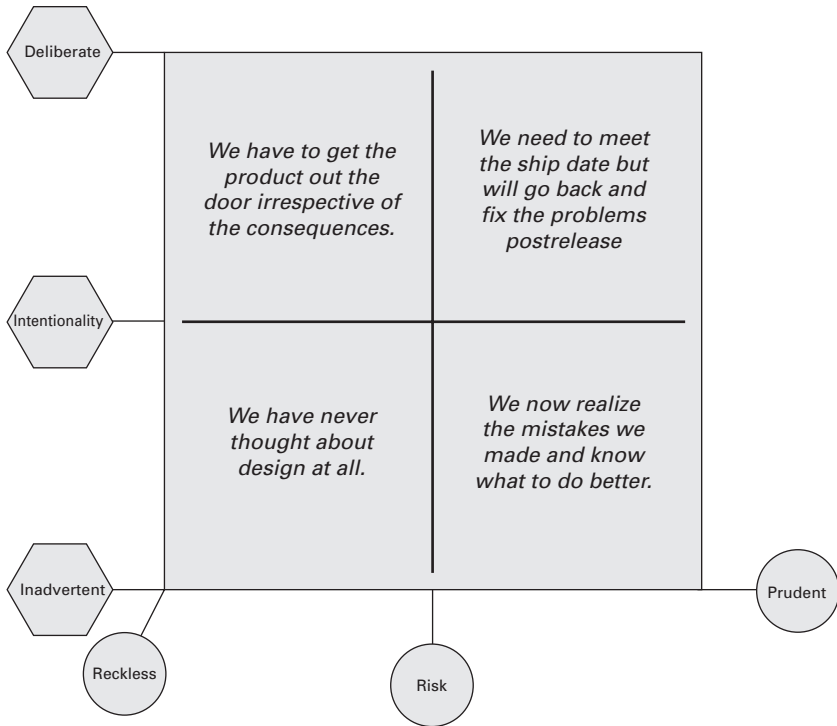 Deliberate
We have to get the
product out the
door irrespective of
the consequences.
We need to meet
the ship date but
will go back and
fix the problems
postrelease
Intentionality
We have never
thought about
design at all.
We now realize
the mistakes we
made and know
what to do better.
Inadvertent
Prudent
Reckless
Risk